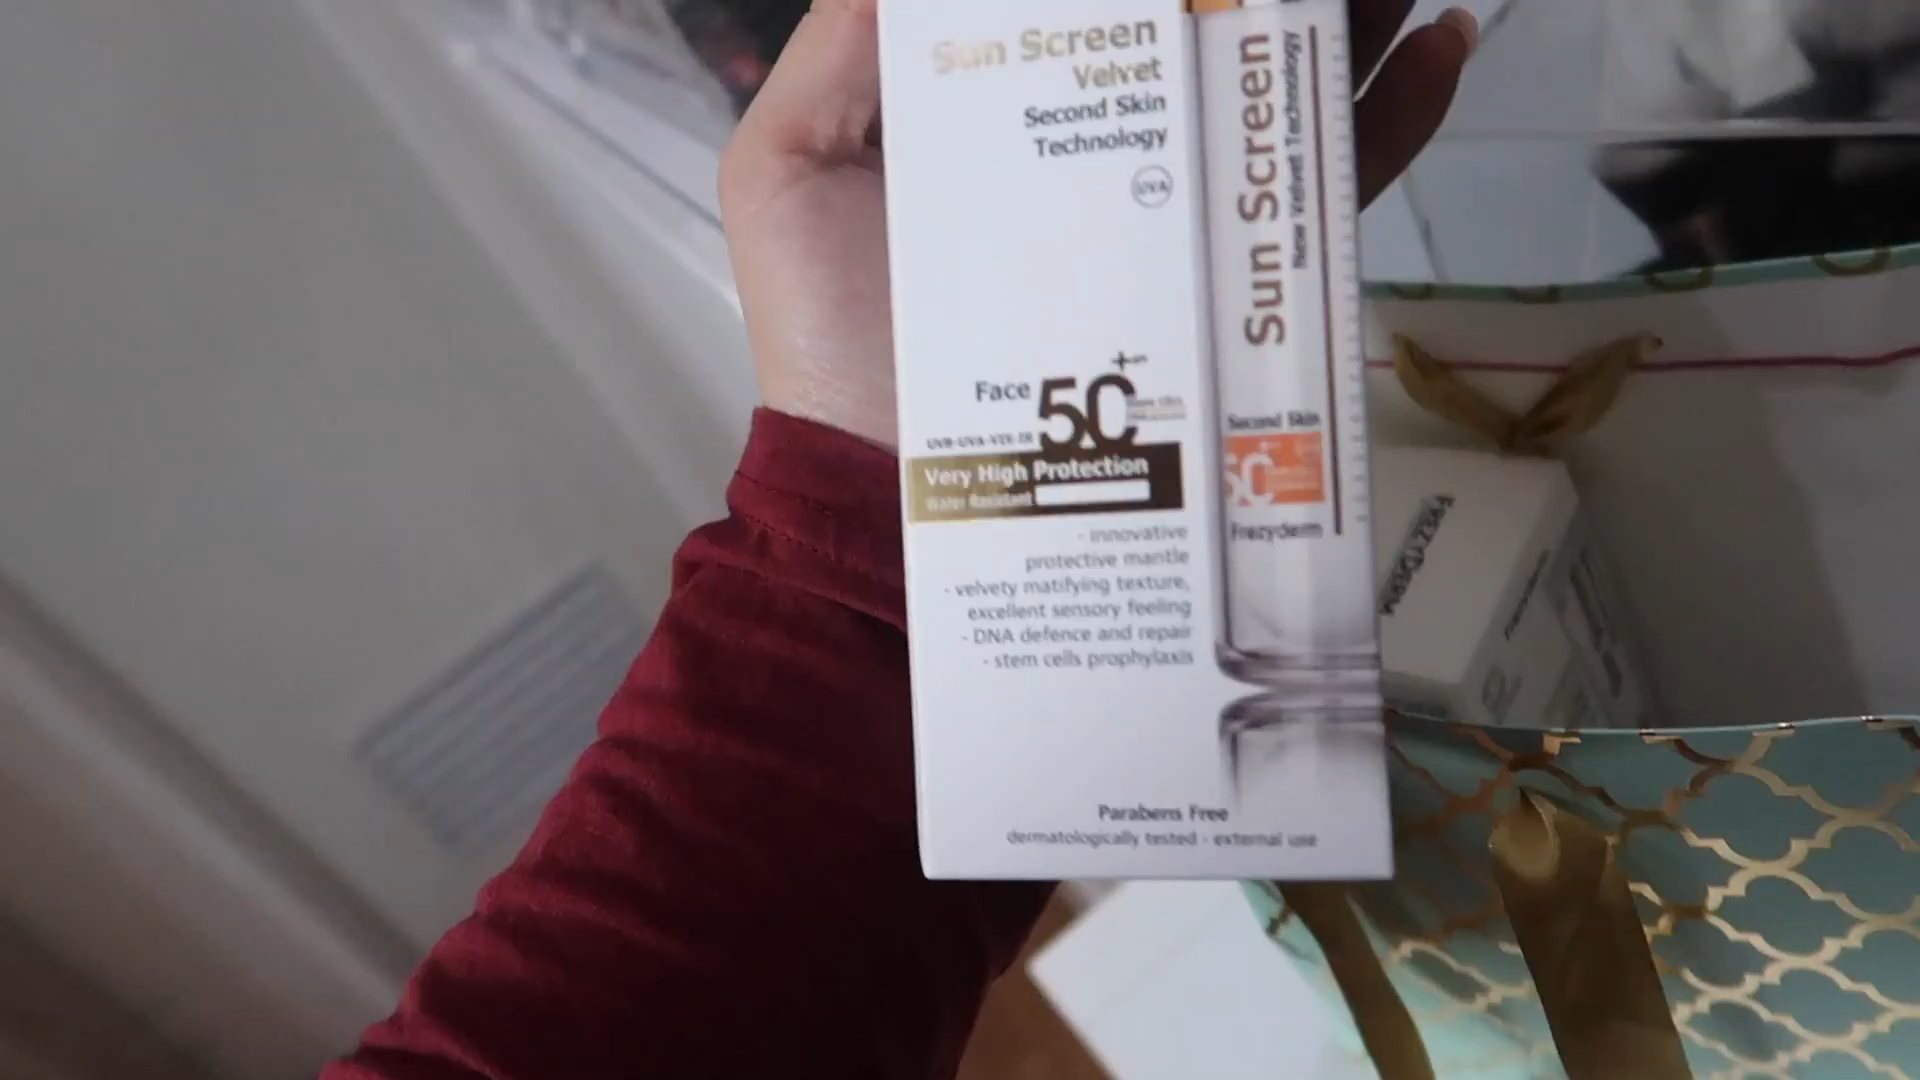 Sun Screen
Velvet
Second Skin
Technology
UVA
Face 50+
UVB-UVA-VIS-IR
Very High Protection
Water Resistant
- innovative
protective mantle
- velvety matifying texture,
excellent sensory feeling
- DNA defence and repair
- stem cells prophylaxis
Parabens Free
dermatologically tested - external use
Sun Screen
New Velvet Technology
Second Skin
50+
Frezyderm
FREZYDERM